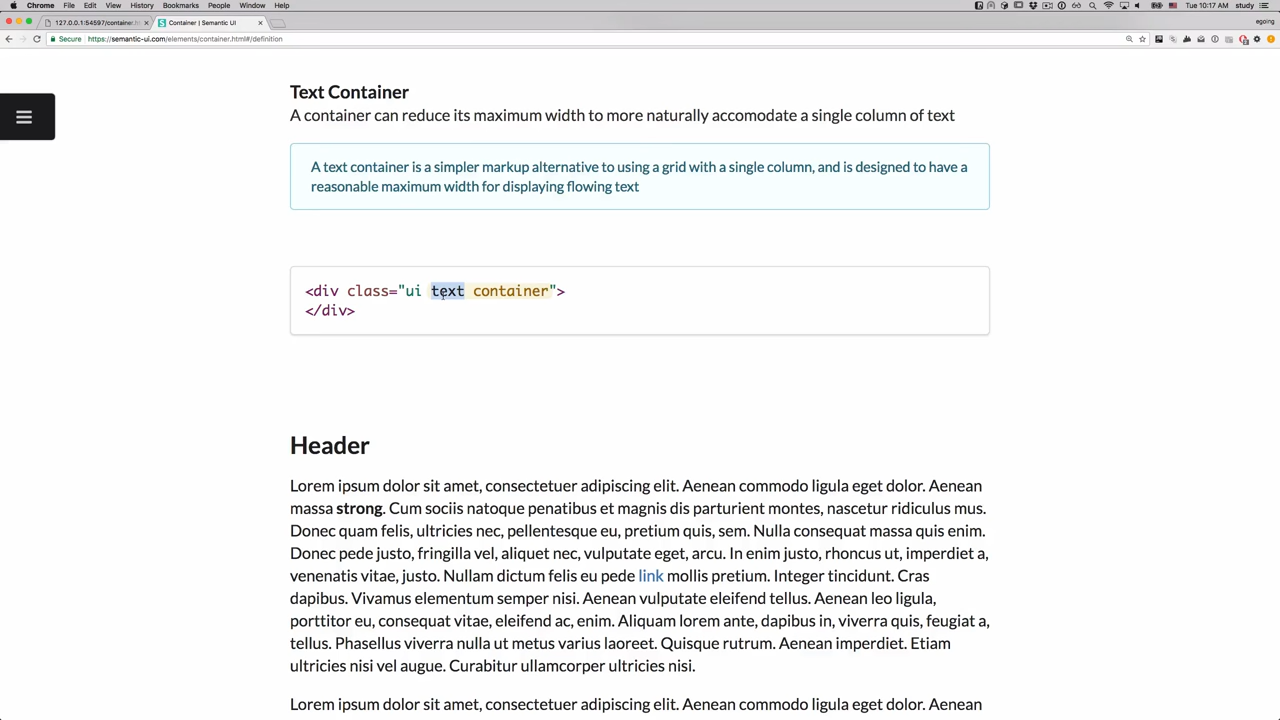 Chrome File Edit View History Bookmarks People Window Help
Tue 10:17 AM study
127.0.0.1:54597/container.ht
Container | Semantic UI
egoing
Secure https://semantic-ui.com/elements/container.html#/definition
Text Container
A container can reduce its maximum width to more naturally accomodate a single column of text
A text container is a simpler markup alternative to using a grid with a single column, and is designed to have a
reasonable maximum width for displaying flowing text
<div class="ui text container">
</div>
Header
Lorem ipsum dolor sit amet, consectetuer adipiscing elit. Aenean commodo ligula eget dolor. Aenean
massa strong. Cum sociis natoque penatibus et magnis dis parturient montes, nascetur ridiculus mus.
Donec quam felis, ultricies nec, pellentesque eu, pretium quis, sem. Nulla consequat massa quis enim.
Donec pede justo, fringilla vel, aliquet nec, vulputate eget, arcu. In enim justo, rhoncus ut, imperdiet a,
venenatis vitae, justo. Nullam dictum felis eu pede link mollis pretium. Integer tincidunt. Cras
dapibus. Vivamus elementum semper nisi. Aenean vulputate eleifend tellus. Aenean leo ligula,
porttitor eu, consequat vitae, eleifend ac, enim. Aliquam lorem ante, dapibus in, viverra quis, feugiat a,
tellus. Phasellus viverra nulla ut metus varius laoreet. Quisque rutrum. Aenean imperdiet. Etiam
ultricies nisi vel augue. Curabitur ullamcorper ultricies nisi.
Lorem ipsum dolor sit amet, consectetuer adipiscing elit. Aenean commodo ligula eget dolor. Aenean